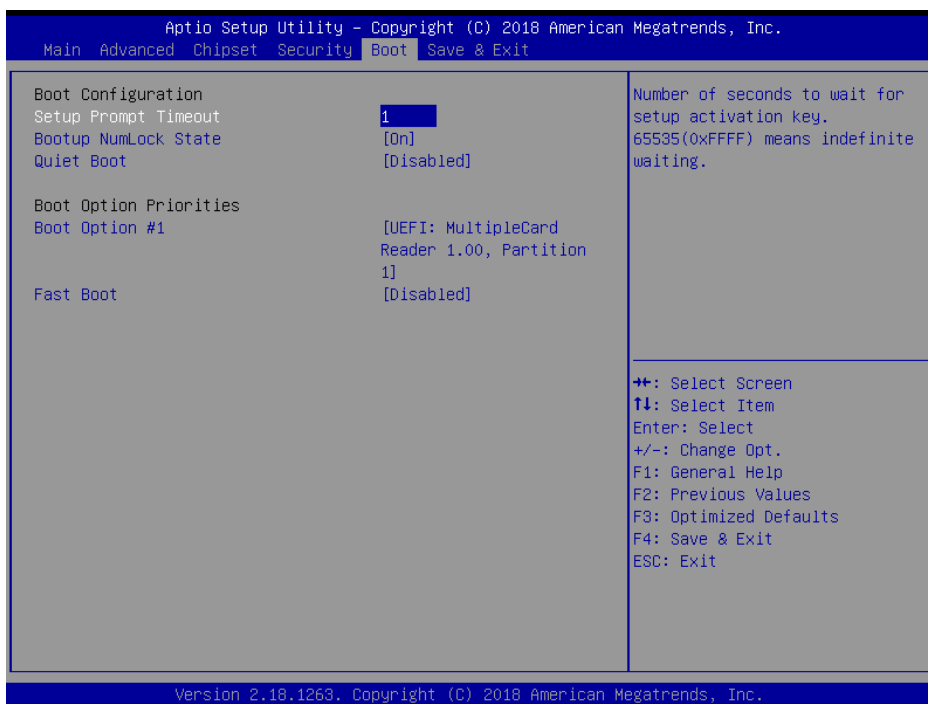 Aptio Setup Utility – Copyright (C) 2018 American Megatrends, Inc.
Main Advanced Chipset Security Boot Save & Exit
Boot Configuration
Setup Prompt Timeout 1
Bootup NumLock State [On]
Quiet Boot [Disabled]
Boot Option Priorities
Boot Option #1 [UEFI: MultipleCard
Reader 1.00, Partition
1]
Fast Boot [Disabled]
Number of seconds to wait for
setup activation key.
65535(0xFFFF) means indefinite
waiting.
→←: Select Screen
↑↓: Select Item
Enter: Select
+/-: Change Opt.
F1: General Help
F2: Previous Values
F3: Optimized Defaults
F4: Save & Exit
ESC: Exit
Version 2.18.1263. Copyright (C) 2018 American Megatrends, Inc.